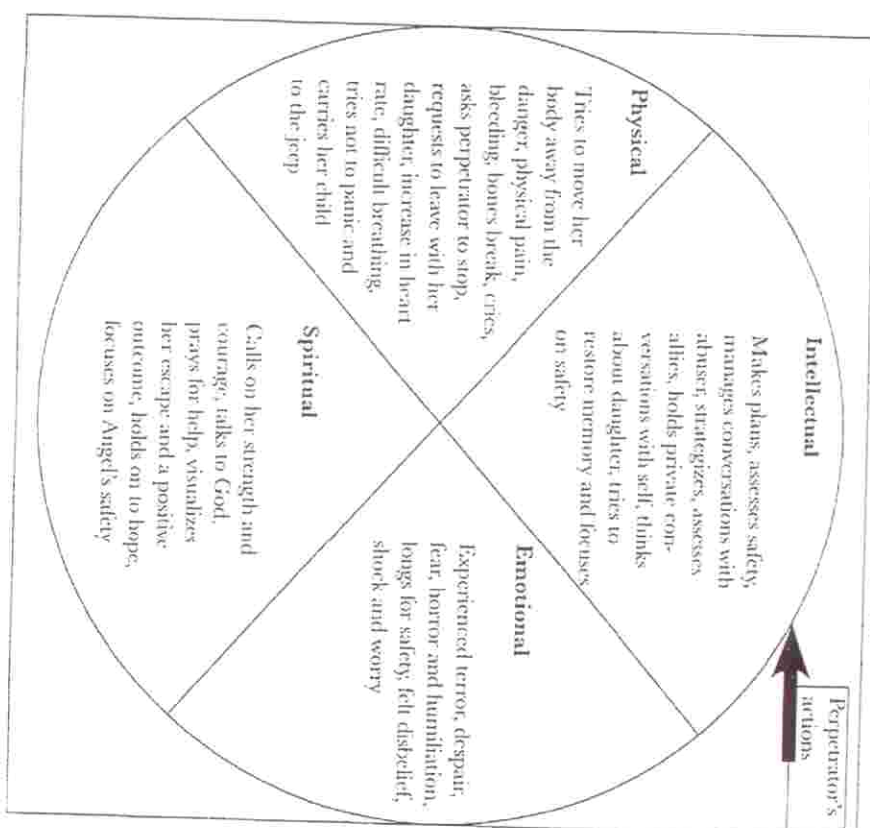 Perpetrator's
actions
Intellectual
Makes plans, assesses safety,
manages conversations with
abuser, strategizes, assesses
allies, holds private con-
versations with self, thinks
about daughter, tries to
restore memory and focuses
on safety
Physical
Tries to move her
body away from the
danger, physical pain,
bleeding, bones break, cries,
asks perpetrator to stop,
requests to leave with her
daughter, increase in heart
rate, difficult breathing,
tries not to panic and
carries her child
to the jeep
Emotional
Experienced terror, despair,
fear, horror and humiliation,
longs for safety, felt disbelief,
shock and worry
Spiritual
Calls on her strength and
courage, talks to God,
prays for help, visualizes
her escape and a positive
outcome, holds on to hope,
focuses on Angel's safety